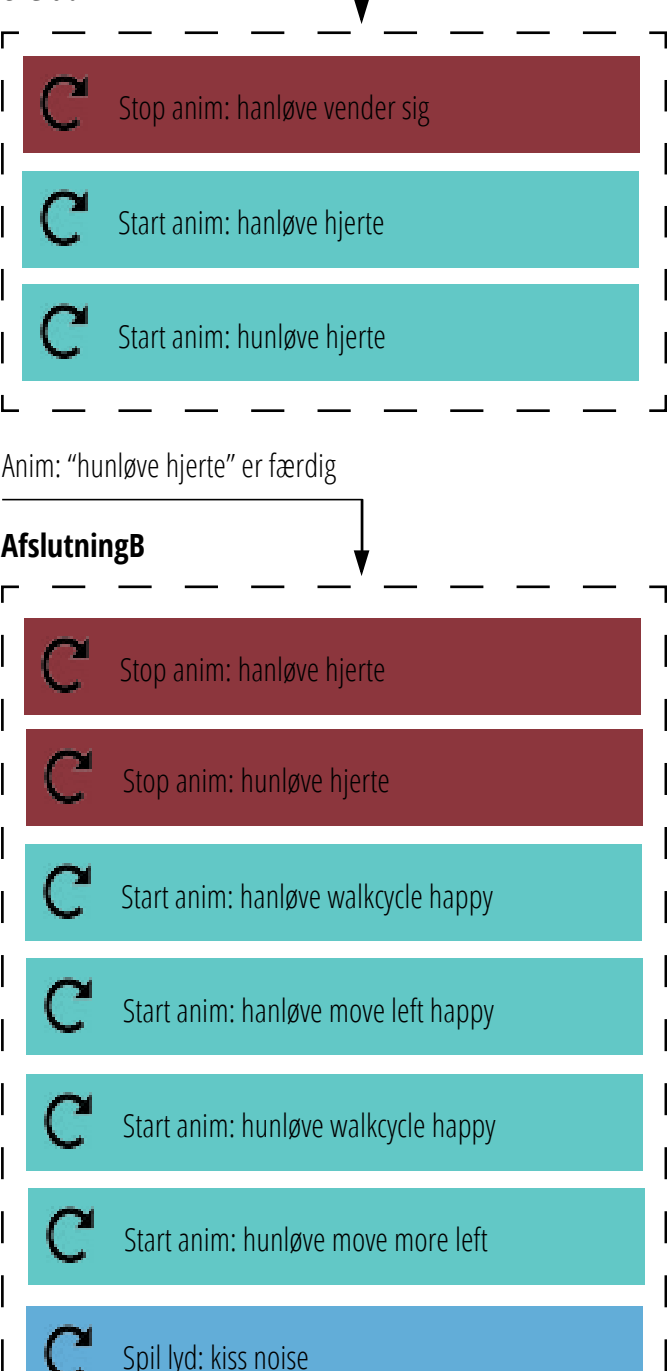 Stop anim: hanløve vender sig
Start anim: hanløve hjerte
Start anim: hunløve hjerte
Anim: “hunløve hjerte” er færdig
AfslutningB
Stop anim: hanløve hjerte
Stop anim: hunløve hjerte
Start anim: hanløve walkcycle happy
Start anim: hanløve move left happy
Start anim: hunløve walkcycle happy
Start anim: hunløve move more left
Spil lyd: kiss noise